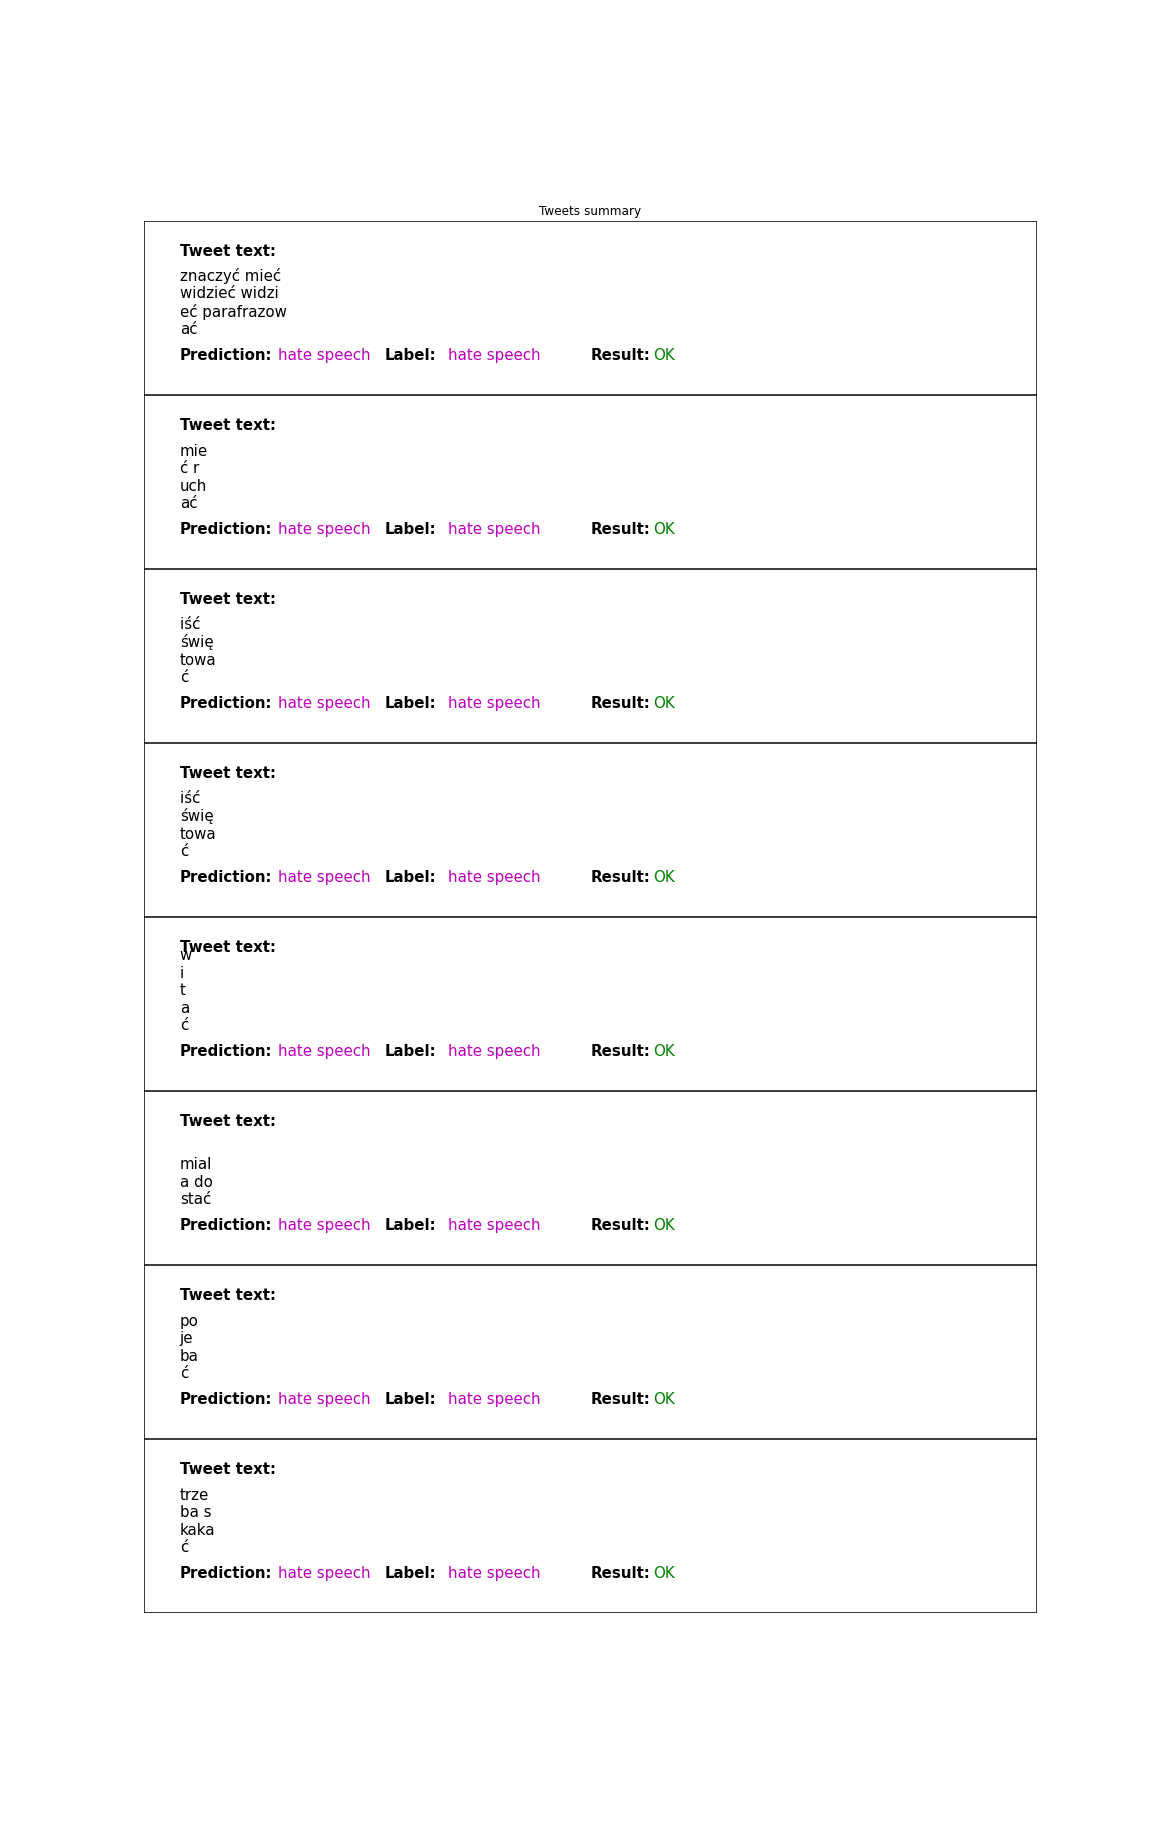 Tweets summary
Tweet text:
znaczyć mieć
widzieć widzi
eć parafrazow
ać
Prediction: hate speech Label: hate speech Result: OK
Tweet text:
mie
ć r
uch
ać
Prediction: hate speech Label: hate speech Result: OK
Tweet text:
iść
świę
towa
ć
Prediction: hate speech Label: hate speech Result: OK
Tweet text:
iść
świę
towa
ć
Prediction: hate speech Label: hate speech Result: OK
Tweet text:
w
i
t
a
ć
Prediction: hate speech Label: hate speech Result: OK
Tweet text:
mial
a do
stać
Prediction: hate speech Label: hate speech Result: OK
Tweet text:
po
je
ba
ć
Prediction: hate speech Label: hate speech Result: OK
Tweet text:
trze
ba s
kaka
ć
Prediction: hate speech Label: hate speech Result: OK